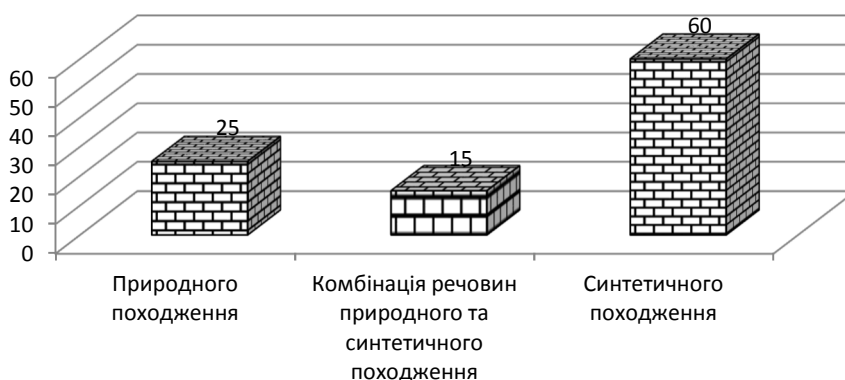 60
50
40
30
20
10
0
25
15
60
Природного
походження
Комбінація речовин
природного та
синтетичного
походження
Синтетичного
походження